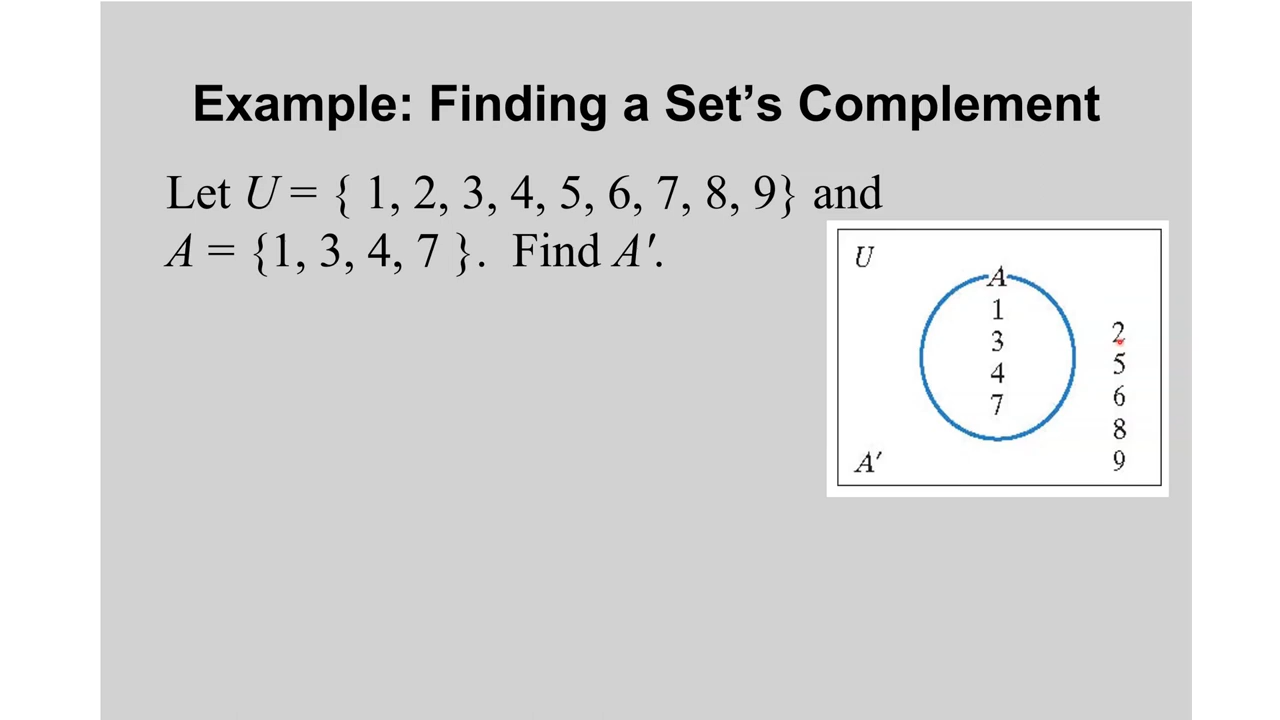 Example: Finding a Set’s Complement
Let U = { 1, 2, 3, 4, 5, 6, 7, 8, 9} and
A = {1, 3, 4, 7 }. Find A′.
U
A
1
3
4
7
2
5
6
8
9
A′